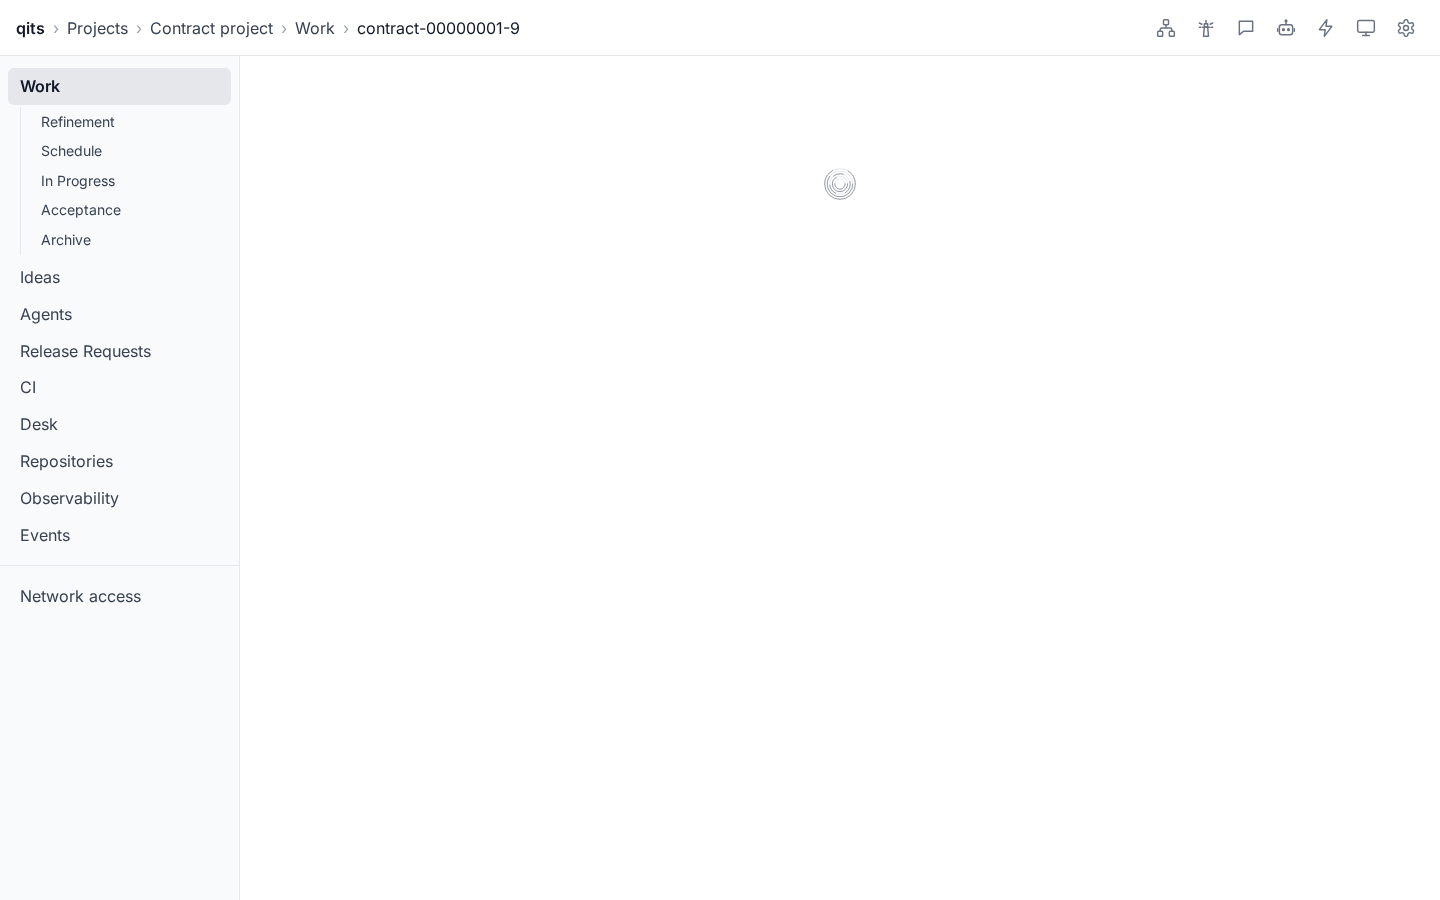 qits › Projects › Contract project › Work › contract-00000001-9
Work
Refinement
Schedule
In Progress
Acceptance
Archive
Ideas
Agents
Release Requests
CI
Desk
Repositories
Observability
Events
Network access